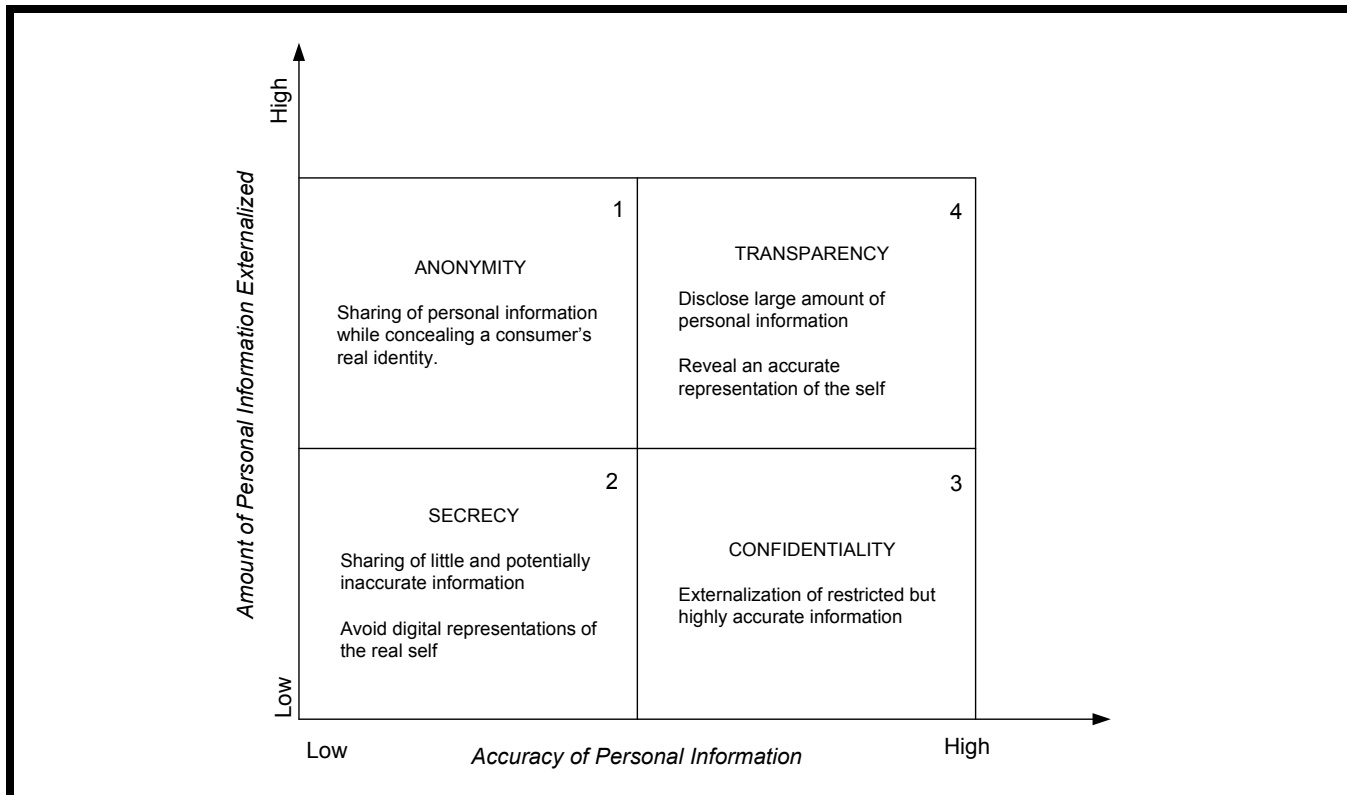 High
Amount of Personal Information Externalized
Low
1
ANONYMITY
Sharing of personal information
while concealing a consumer’s
real identity.
4
TRANSPARENCY
Disclose large amount of
personal information
Reveal an accurate
representation of the self
2
SECRECY
Sharing of little and potentially
inaccurate information
Avoid digital representations of
the real self
3
CONFIDENTIALITY
Externalization of restricted but
highly accurate information
Low
Accuracy of Personal Information
High